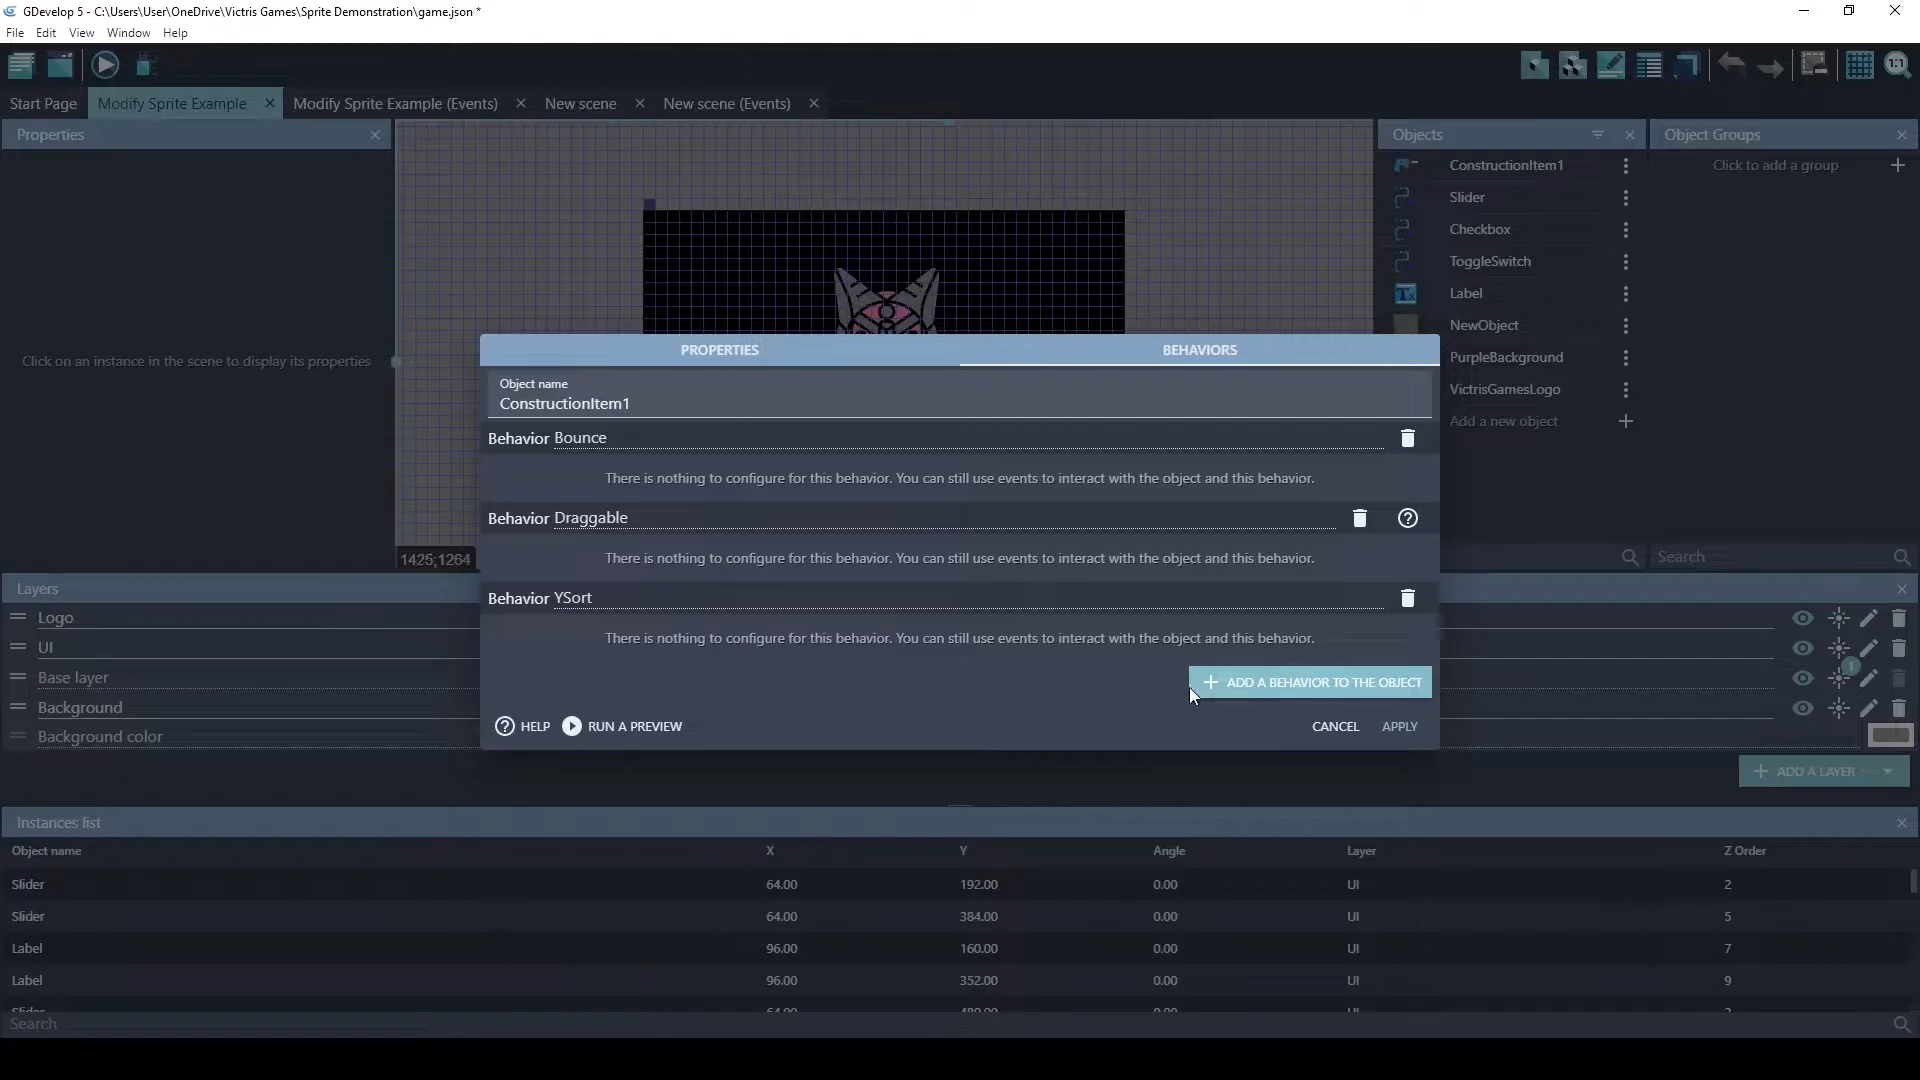 GDevelop 5 - C:\Users\User\OneDrive\Victris Games\Sprite Demonstration\game.json *
File Edit View Window Help
1:1
Start Page Modify Sprite Example Modify Sprite Example (Events) New scene New scene (Events)
Properties
Click on an instance in the scene to display its properties
1425;1264
Objects
ConstructionItem1
Slider
Checkbox
ToggleSwitch
Label
NewObject
PurpleBackground
VictrisGamesLogo
Add a new object
Object Groups
Click to add a group
Search
PROPERTIES BEHAVIORS
Object name
ConstructionItem1
Behavior Bounce
There is nothing to configure for this behavior. You can still use events to interact with the object and this behavior.
Behavior Draggable
There is nothing to configure for this behavior. You can still use events to interact with the object and this behavior.
Behavior YSort
There is nothing to configure for this behavior. You can still use events to interact with the object and this behavior.
ADD A BEHAVIOR TO THE OBJECT
HELP RUN A PREVIEW CANCEL APPLY
Layers
Logo
UI
Base layer
Background
Background color
ADD A LAYER
Instances list
Object name X Y Angle Layer Z Order
Slider 64.00 192.00 0.00 UI 2
Slider 64.00 384.00 0.00 UI 5
Label 96.00 160.00 0.00 UI 7
Label 96.00 352.00 0.00 UI 9
Slider 64.00 480.00 0.00 UI
Search